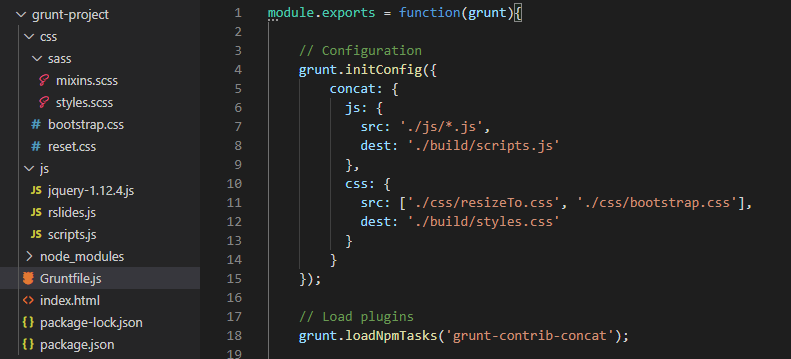 grunt-project
css
sass
mixins.scss
styles.scss
# bootstrap.css
# reset.css
js
JS jquery-1.12.4.js
JS rslides.js
JS scripts.js
node_modules
Gruntfile.js
<> index.html
{} package-lock.json
{} package.json
1 module.exports = function(grunt){
2
3 // Configuration
4 grunt.initConfig({
5 concat: {
6 js: {
7 src: './js/*.js',
8 dest: './build/scripts.js'
9 },
10 css: {
11 src: ['./css/resizeTo.css', './css/bootstrap.css'],
12 dest: './build/styles.css'
13 }
14 }
15 });
16
17 // Load plugins
18 grunt.loadNpmTasks('grunt-contrib-concat');
19